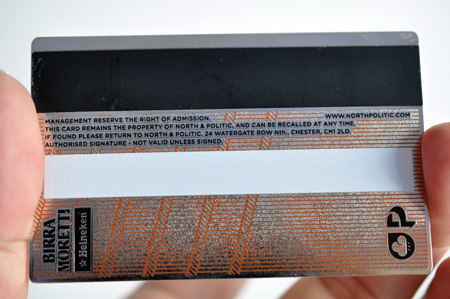 MANAGEMENT RESERVE THE RIGHT OF ADMISSION. WWW.NORTHPOLITIC.COM
THIS CARD REMAINS THE PROPERTY OF NORTH & POLITIC, AND CAN BE RECALLED AT ANY TIME.
IF FOUND PLEASE RETURN TO NORTH & POLITIC, 24 WATERGATE ROW Nth., CHESTER, CH1 2LD.
AUTHORISED SIGNATURE - NOT VALID UNLESS SIGNED.
BIRRA
MORETTI
Heineken
P